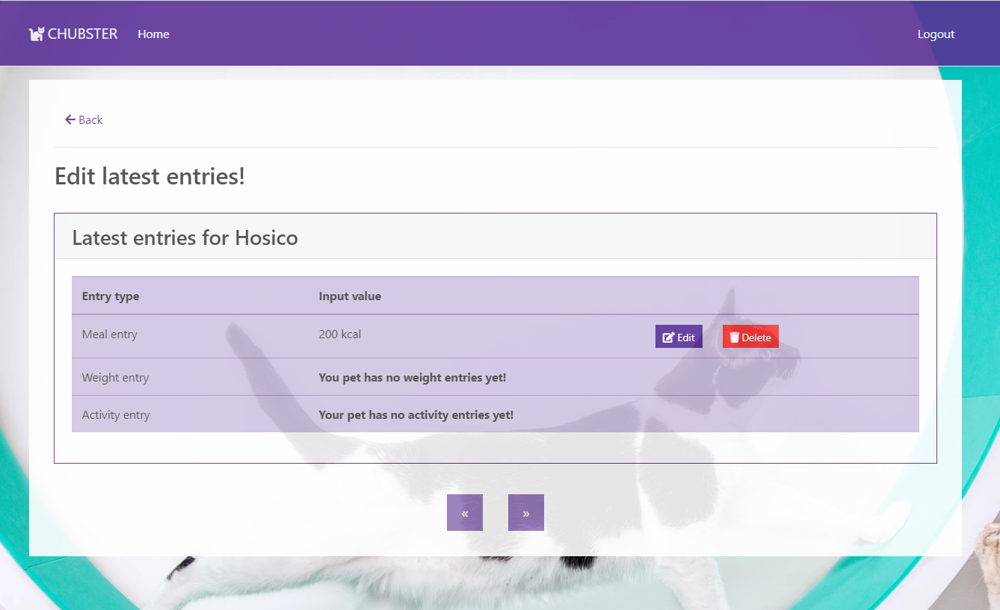 CHUBSTER Home Logout
Back
Edit latest entries!
Latest entries for Hosico
Entry type Input value
Meal entry 200 kcal Edit Delete
Weight entry You pet has no weight entries yet!
Activity entry Your pet has no activity entries yet!
« »